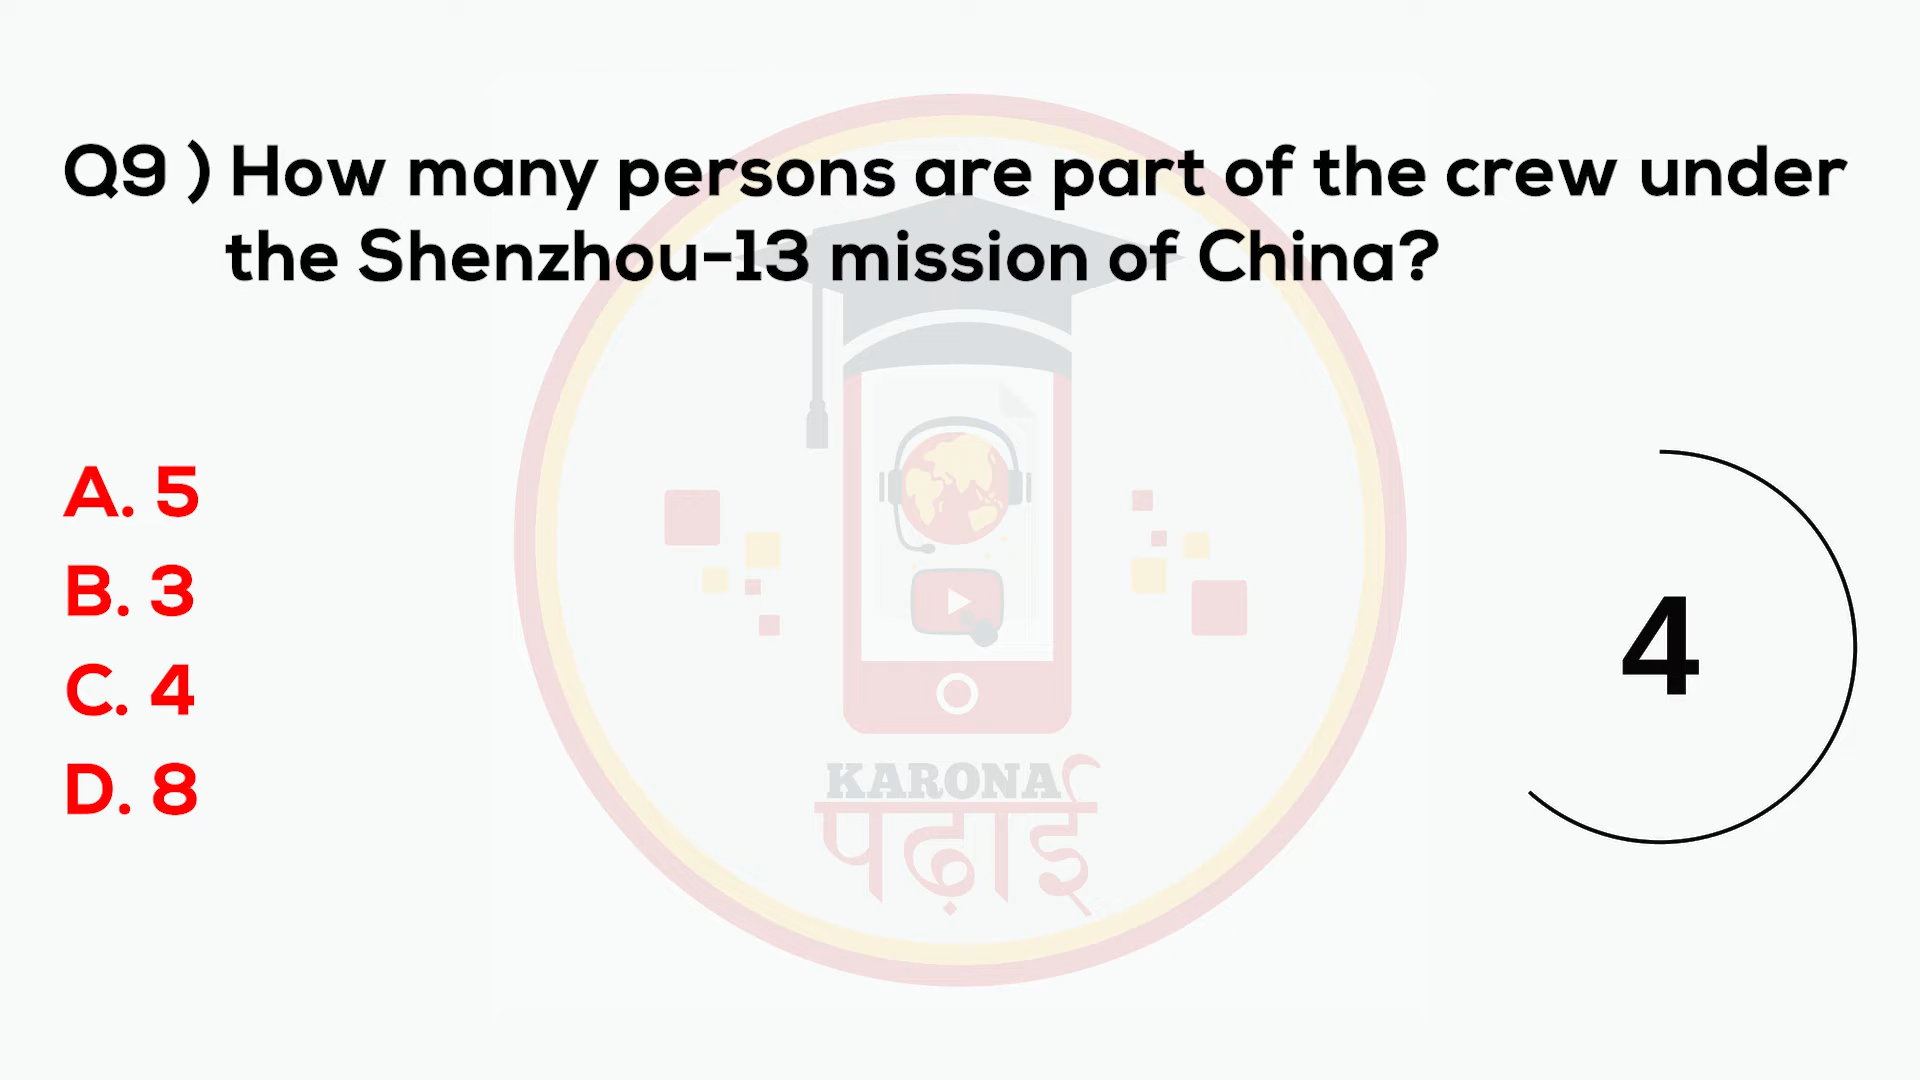 Q9 ) How many persons are part of the crew under
the Shenzhou-13 mission of China?
A. 5
B. 3
C. 4
D. 8
4
KARONA
पढ़ाई